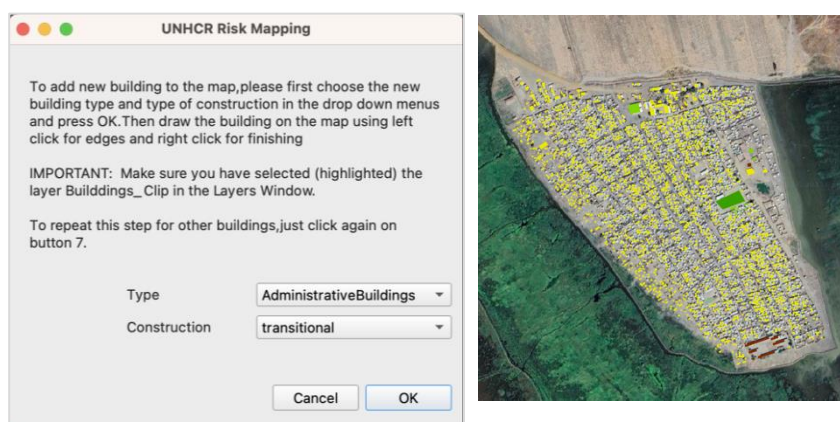 UNHCR Risk Mapping
To add new building to the map,please first choose the new
building type and type of construction in the drop down menus
and press OK.Then draw the building on the map using left
click for edges and right click for finishing
IMPORTANT: Make sure you have selected (highlighted) the
layer Builddings_Clip in the Layers Window.
To repeat this step for other buildings,just click again on
button 7.
Type AdministrativeBuildings
Construction transitional
Cancel OK